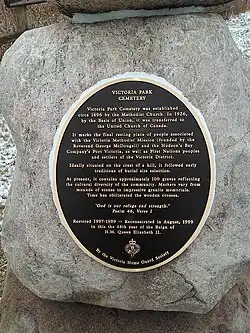 VICTORIA PARK
CEMETERY
Victoria Park Cemetery was established
circa 1896 by the Methodist Church. In 1926,
by the Basis of Union, it was transferred to
the United Church of Canada.
It marks the final resting place of people associated
with the Victoria Methodist Mission (founded by the
Reverend George McDougall) and the Hudson's Bay
Company's Fort Victoria, as well as First Nations peoples
and settlers of the Victoria District.
Ideally situated on the crest of a hill, it followed early
traditions of burial site selection.
At present, it contains approximately 100 graves reflecting
the cultural diversity of the community. Markers vary from
mounds of stones to impressive granite memorials.
Time has obliterated the wooden crosses.
"God is our refuge and strength."
Psalm 46, Verse 1
Restored 1997-1999 - Reconsecrated in August, 1999
in this the 48th year of the Reign of
H.M. Queen Elizabeth II.
By the Victoria Home Guard Society